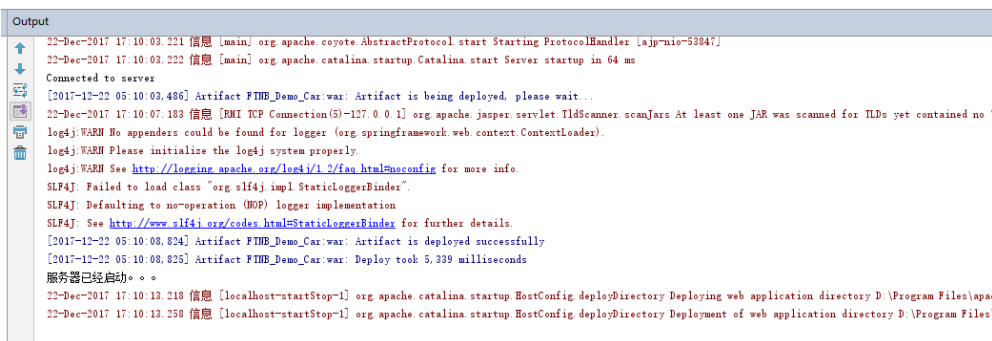 Output
22-Dec-2017 17:10:03.221 信息 [main] org.apache.coyote.AbstractProtocol.start Starting ProtocolHandler [ajp-nio-53847]
22-Dec-2017 17:10:03.222 信息 [main] org.apache.catalina.startup.Catalina.start Server startup in 64 ms
Connected to server
[2017-12-22 05:10:03,486] Artifact FTNB_Demo_Car:war: Artifact is being deployed, please wait...
22-Dec-2017 17:10:07.183 信息 [RMI TCP Connection(5)-127.0.0.1] org.apache.jasper.servlet.TldScanner.scanJars At least one JAR was scanned for TLDs yet contained no
log4j:WARN No appenders could be found for logger (org.springframework.web.context.ContextLoader).
log4j:WARN Please initialize the log4j system properly.
log4j:WARN See http://logging.apache.org/log4j/1.2/faq.html#noconfig for more info.
SLF4J: Failed to load class "org.slf4j.impl.StaticLoggerBinder".
SLF4J: Defaulting to no-operation (NOP) logger implementation
SLF4J: See http://www.slf4j.org/codes.html#StaticLoggerBinder for further details.
[2017-12-22 05:10:08,824] Artifact FTNB_Demo_Car:war: Artifact is deployed successfully
[2017-12-22 05:10:08,825] Artifact FTNB_Demo_Car:war: Deploy took 5,339 milliseconds
服务器已经启动。。。
22-Dec-2017 17:10:13.218 信息 [localhost-startStop-1] org.apache.catalina.startup.HostConfig.deployDirectory Deploying web application directory D:\Program Files\apa
22-Dec-2017 17:10:13.258 信息 [localhost-startStop-1] org.apache.catalina.startup.HostConfig.deployDirectory Deployment of web application directory D:\Program Files